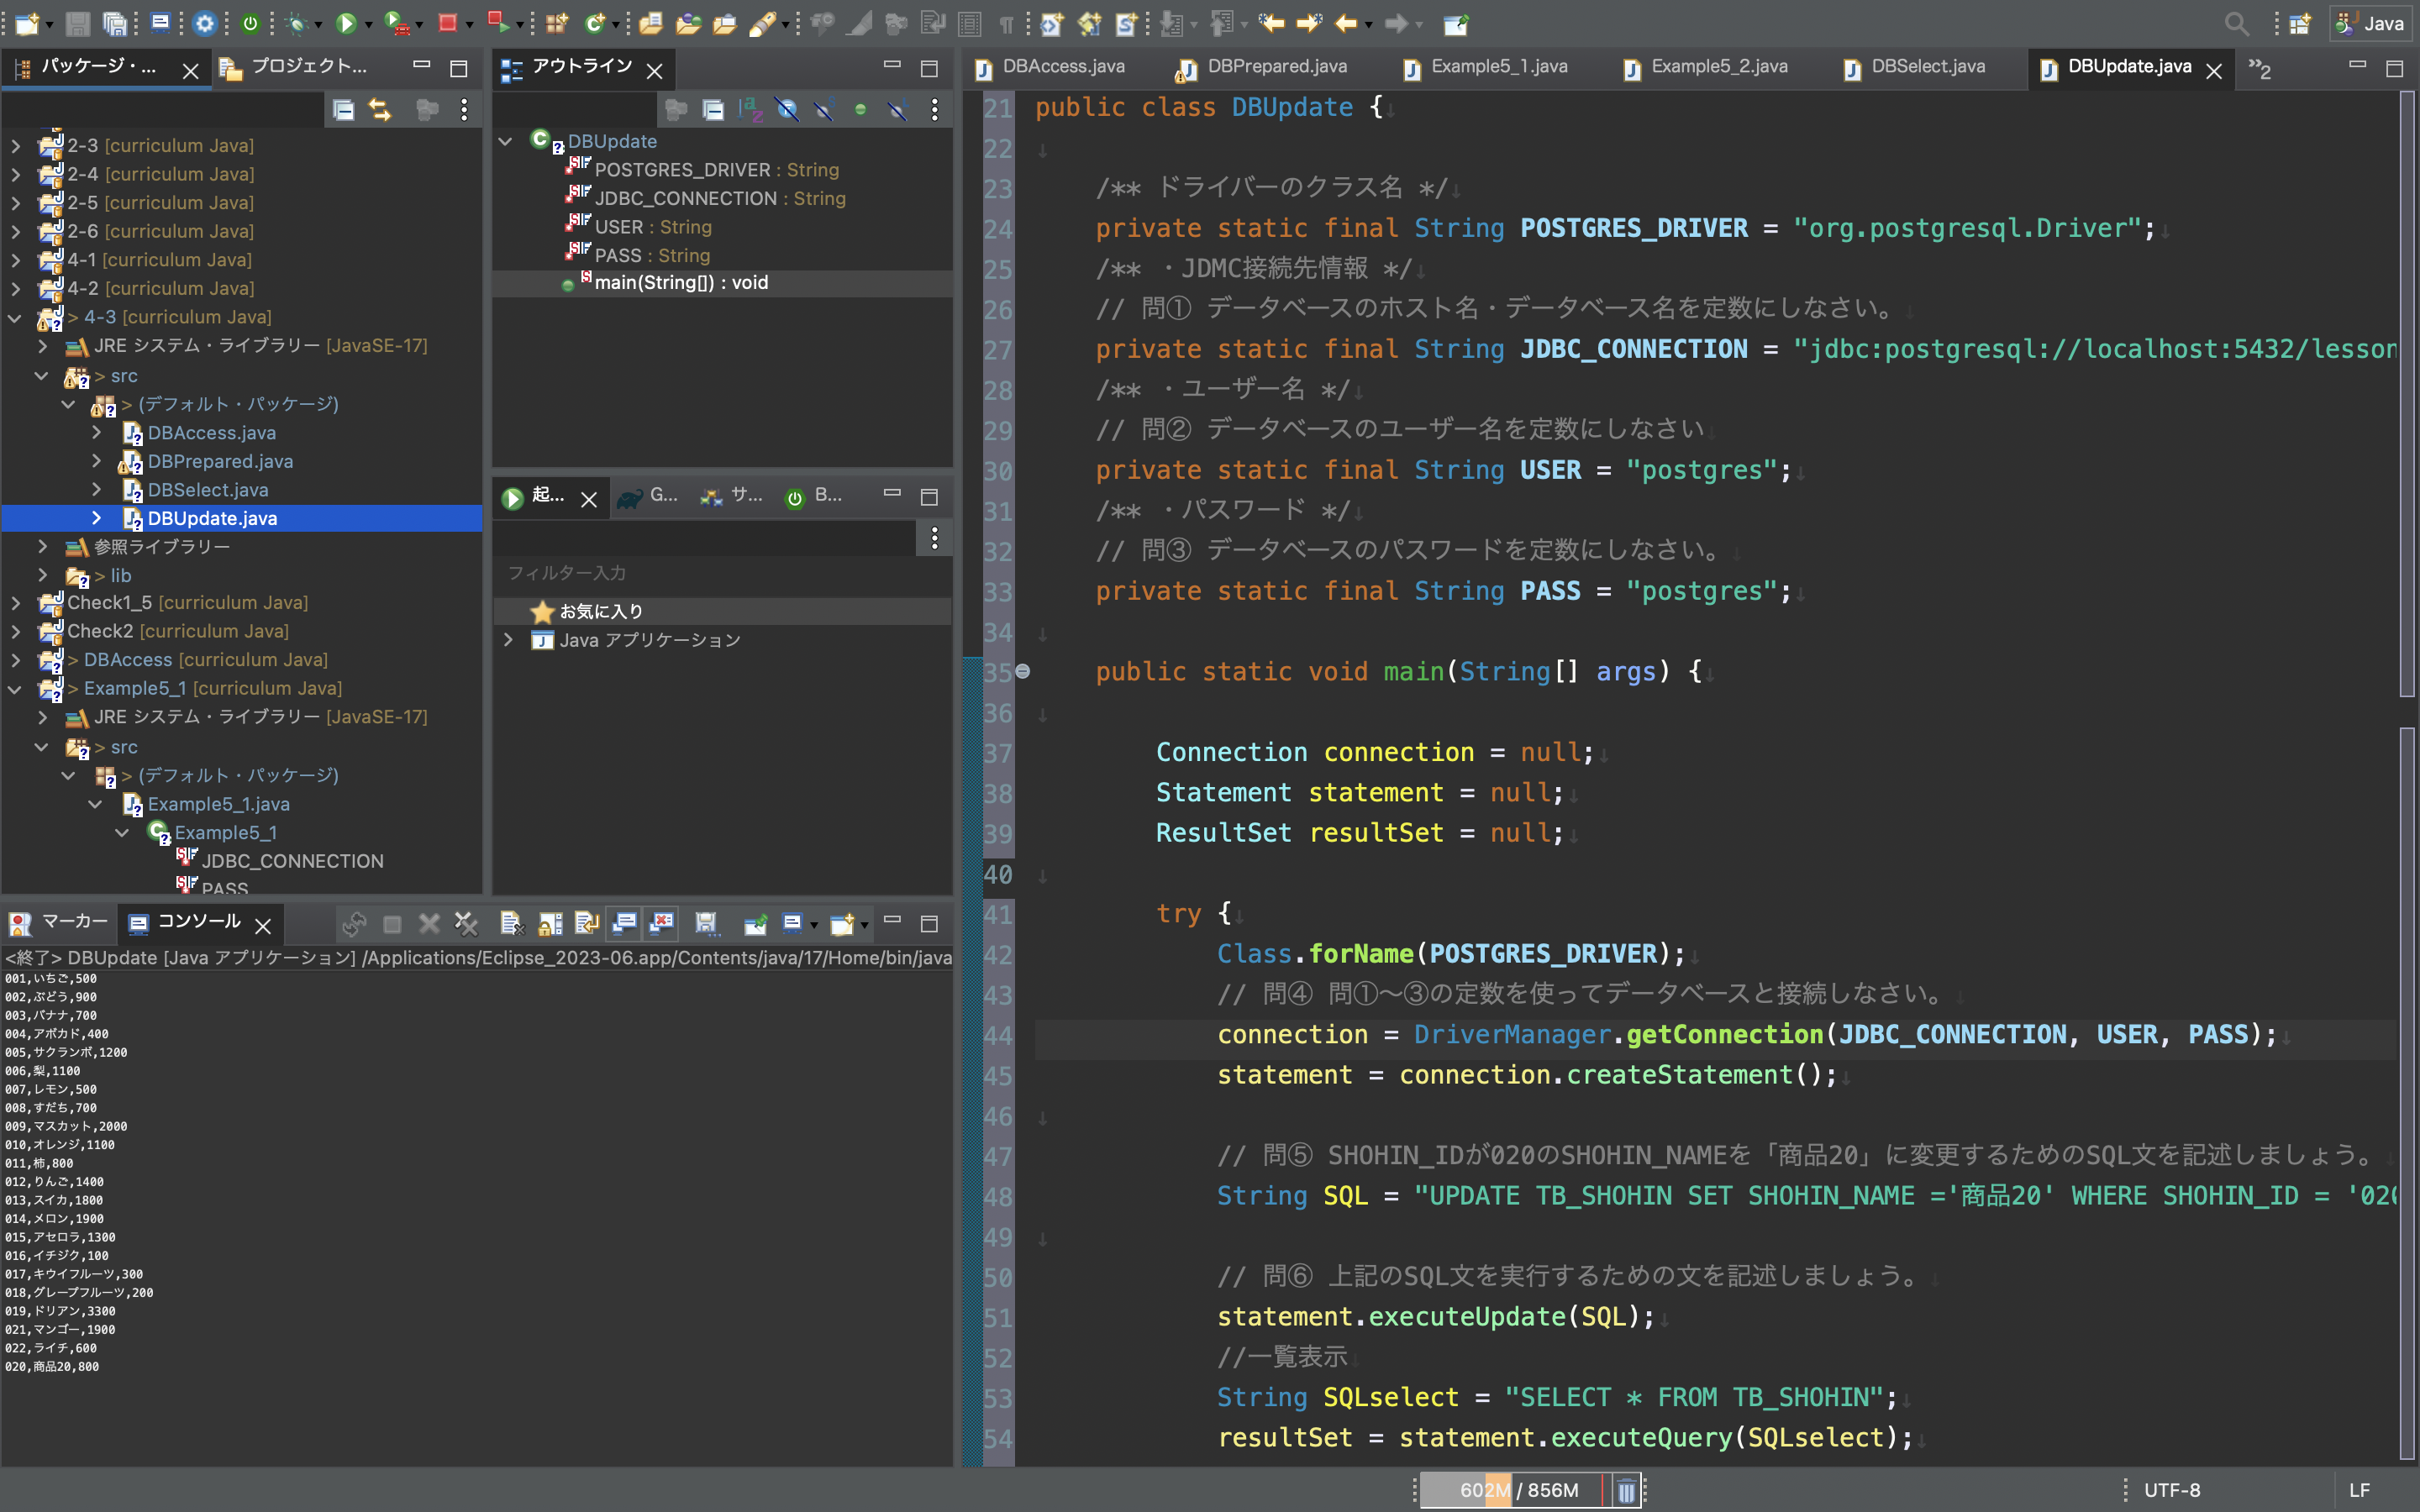 Java
パッケージ・...
プロジェクト...
2-3 [curriculum Java]
2-4 [curriculum Java]
2-5 [curriculum Java]
2-6 [curriculum Java]
4-1 [curriculum Java]
4-2 [curriculum Java]
> 4-3 [curriculum Java]
JRE システム・ライブラリー [JavaSE-17]
> src
> (デフォルト・パッケージ)
DBAccess.java
DBPrepared.java
DBSelect.java
DBUpdate.java
参照ライブラリー
> lib
Check1_5 [curriculum Java]
Check2 [curriculum Java]
> DBAccess [curriculum Java]
> Example5_1 [curriculum Java]
JRE システム・ライブラリー [JavaSE-17]
> src
> (デフォルト・パッケージ)
Example5_1.java
Example5_1
JDBC_CONNECTION
PASS
アウトライン
DBUpdate
POSTGRES_DRIVER : String
JDBC_CONNECTION : String
USER : String
PASS : String
main(String[]) : void
起...
G...
サ...
B...
フィルター入力
お気に入り
Java アプリケーション
マーカー
コンソール
<終了> DBUpdate [Java アプリケーション] /Applications/Eclipse_2023-06.app/Contents/java/17/Home/bin/java
001,いちご,500
002,ぶどう,900
003,バナナ,700
004,アボカド,400
005,サクランボ,1200
006,梨,1100
007,レモン,500
008,すだち,700
009,マスカット,2000
010,オレンジ,1100
011,柿,800
012,りんご,1400
013,スイカ,1800
014,メロン,1900
015,アセロラ,1300
016,イチジク,100
017,キウイフルーツ,300
018,グレープフルーツ,200
019,ドリアン,3300
021,マンゴー,1900
022,ライチ,600
020,商品20,800
DBAccess.java
DBPrepared.java
Example5_1.java
Example5_2.java
DBSelect.java
DBUpdate.java
»2
21 public class DBUpdate {↓
22 ↓
23 /** ドライバーのクラス名 */↓
24 private static final String POSTGRES_DRIVER = "org.postgresql.Driver";↓
25 /** ・JDMC接続先情報 */↓
26 // 問① データベースのホスト名・データベース名を定数にしなさい。↓
27 private static final String JDBC_CONNECTION = "jdbc:postgresql://localhost:5432/lesson
28 /** ・ユーザー名 */↓
29 // 問② データベースのユーザー名を定数にしなさい↓
30 private static final String USER = "postgres";↓
31 /** ・パスワード */↓
32 // 問③ データベースのパスワードを定数にしなさい。↓
33 private static final String PASS = "postgres";↓
34 ↓
35 public static void main(String[] args) {↓
36 ↓
37 Connection connection = null;↓
38 Statement statement = null;↓
39 ResultSet resultSet = null;↓
40 ↓
41 try {↓
42 Class.forName(POSTGRES_DRIVER);↓
43 // 問④ 問①～③の定数を使ってデータベースと接続しなさい。↓
44 connection = DriverManager.getConnection(JDBC_CONNECTION, USER, PASS);↓
45 statement = connection.createStatement();↓
46 ↓
47 // 問⑤ SHOHIN_IDが020のSHOHIN_NAMEを「商品20」に変更するためのSQL文を記述しましょう。↓
48 String SQL = "UPDATE TB_SHOHIN SET SHOHIN_NAME ='商品20' WHERE SHOHIN_ID = '020
49 ↓
50 // 問⑥ 上記のSQL文を実行するための文を記述しましょう。↓
51 statement.executeUpdate(SQL);↓
52 //一覧表示↓
53 String SQLselect = "SELECT * FROM TB_SHOHIN";↓
54 resultSet = statement.executeQuery(SQLselect);↓
602M / 856M
UTF-8
LF